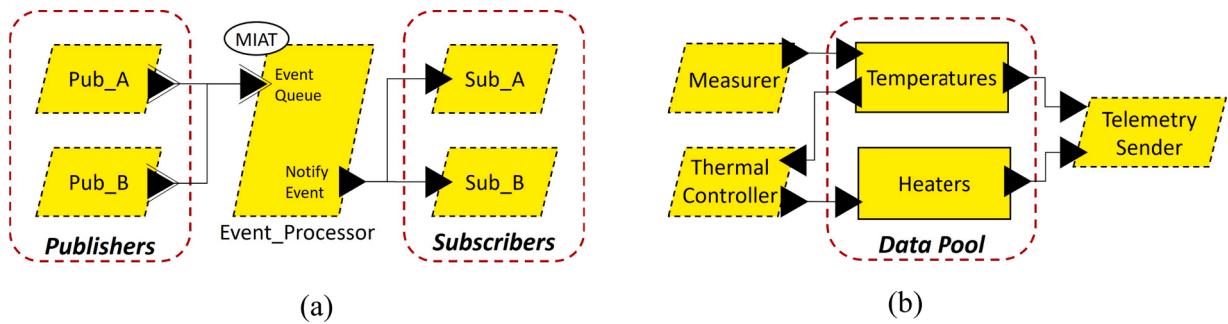 MIAT
Pub_A
Event
Queue
Sub_A
Pub_B
Notify
Event
Sub_B
Publishers
Event_Processor
Subscribers
(a)
Measurer
Temperatures
Telemetry
Sender
Thermal
Controller
Heaters
Data Pool
(b)